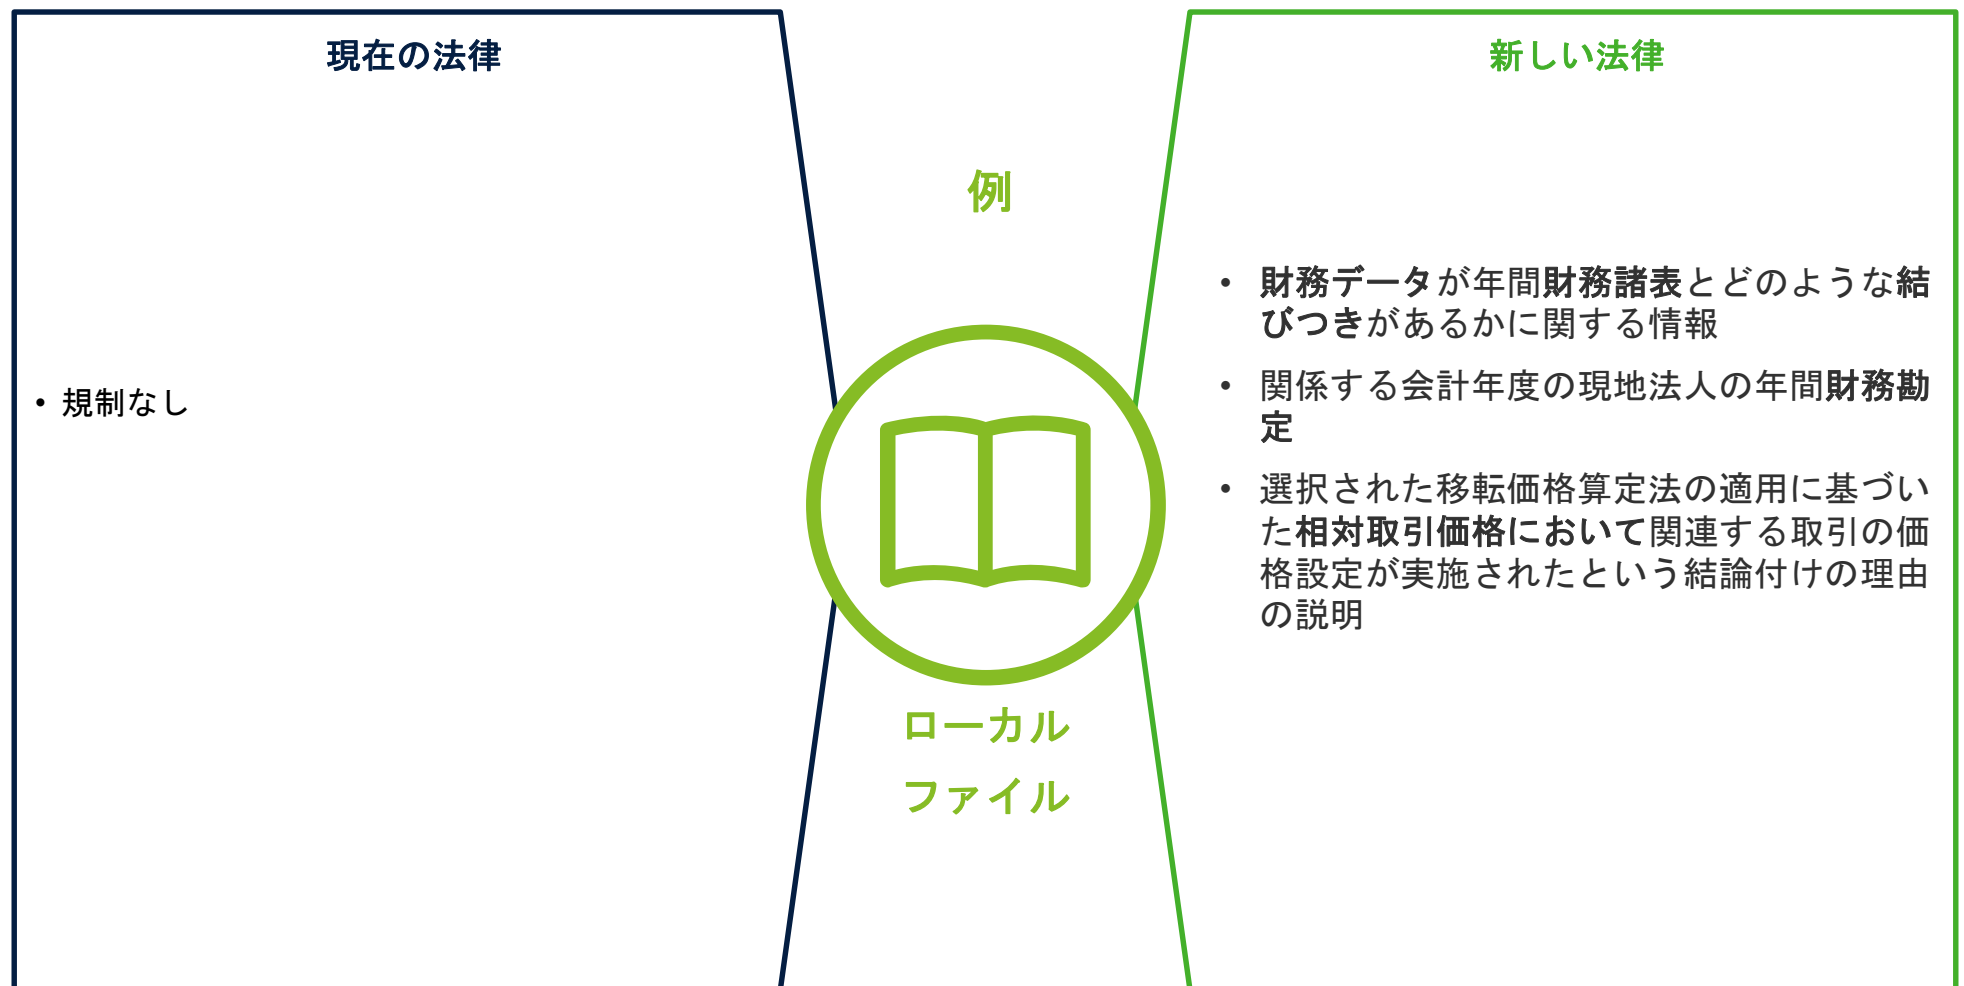 現在の法律
• 規制なし
例
ローカル
ファイル
新しい法律
• 財務データが年間財務諸表とどのような結
びつきがあるかに関する情報
• 関係する会計年度の現地法人の年間財務勘
定
• 選択された移転価格算定法の適用に基づい
た相対取引価格において関連する取引の価
格設定が実施されたという結論付けの理由
の説明